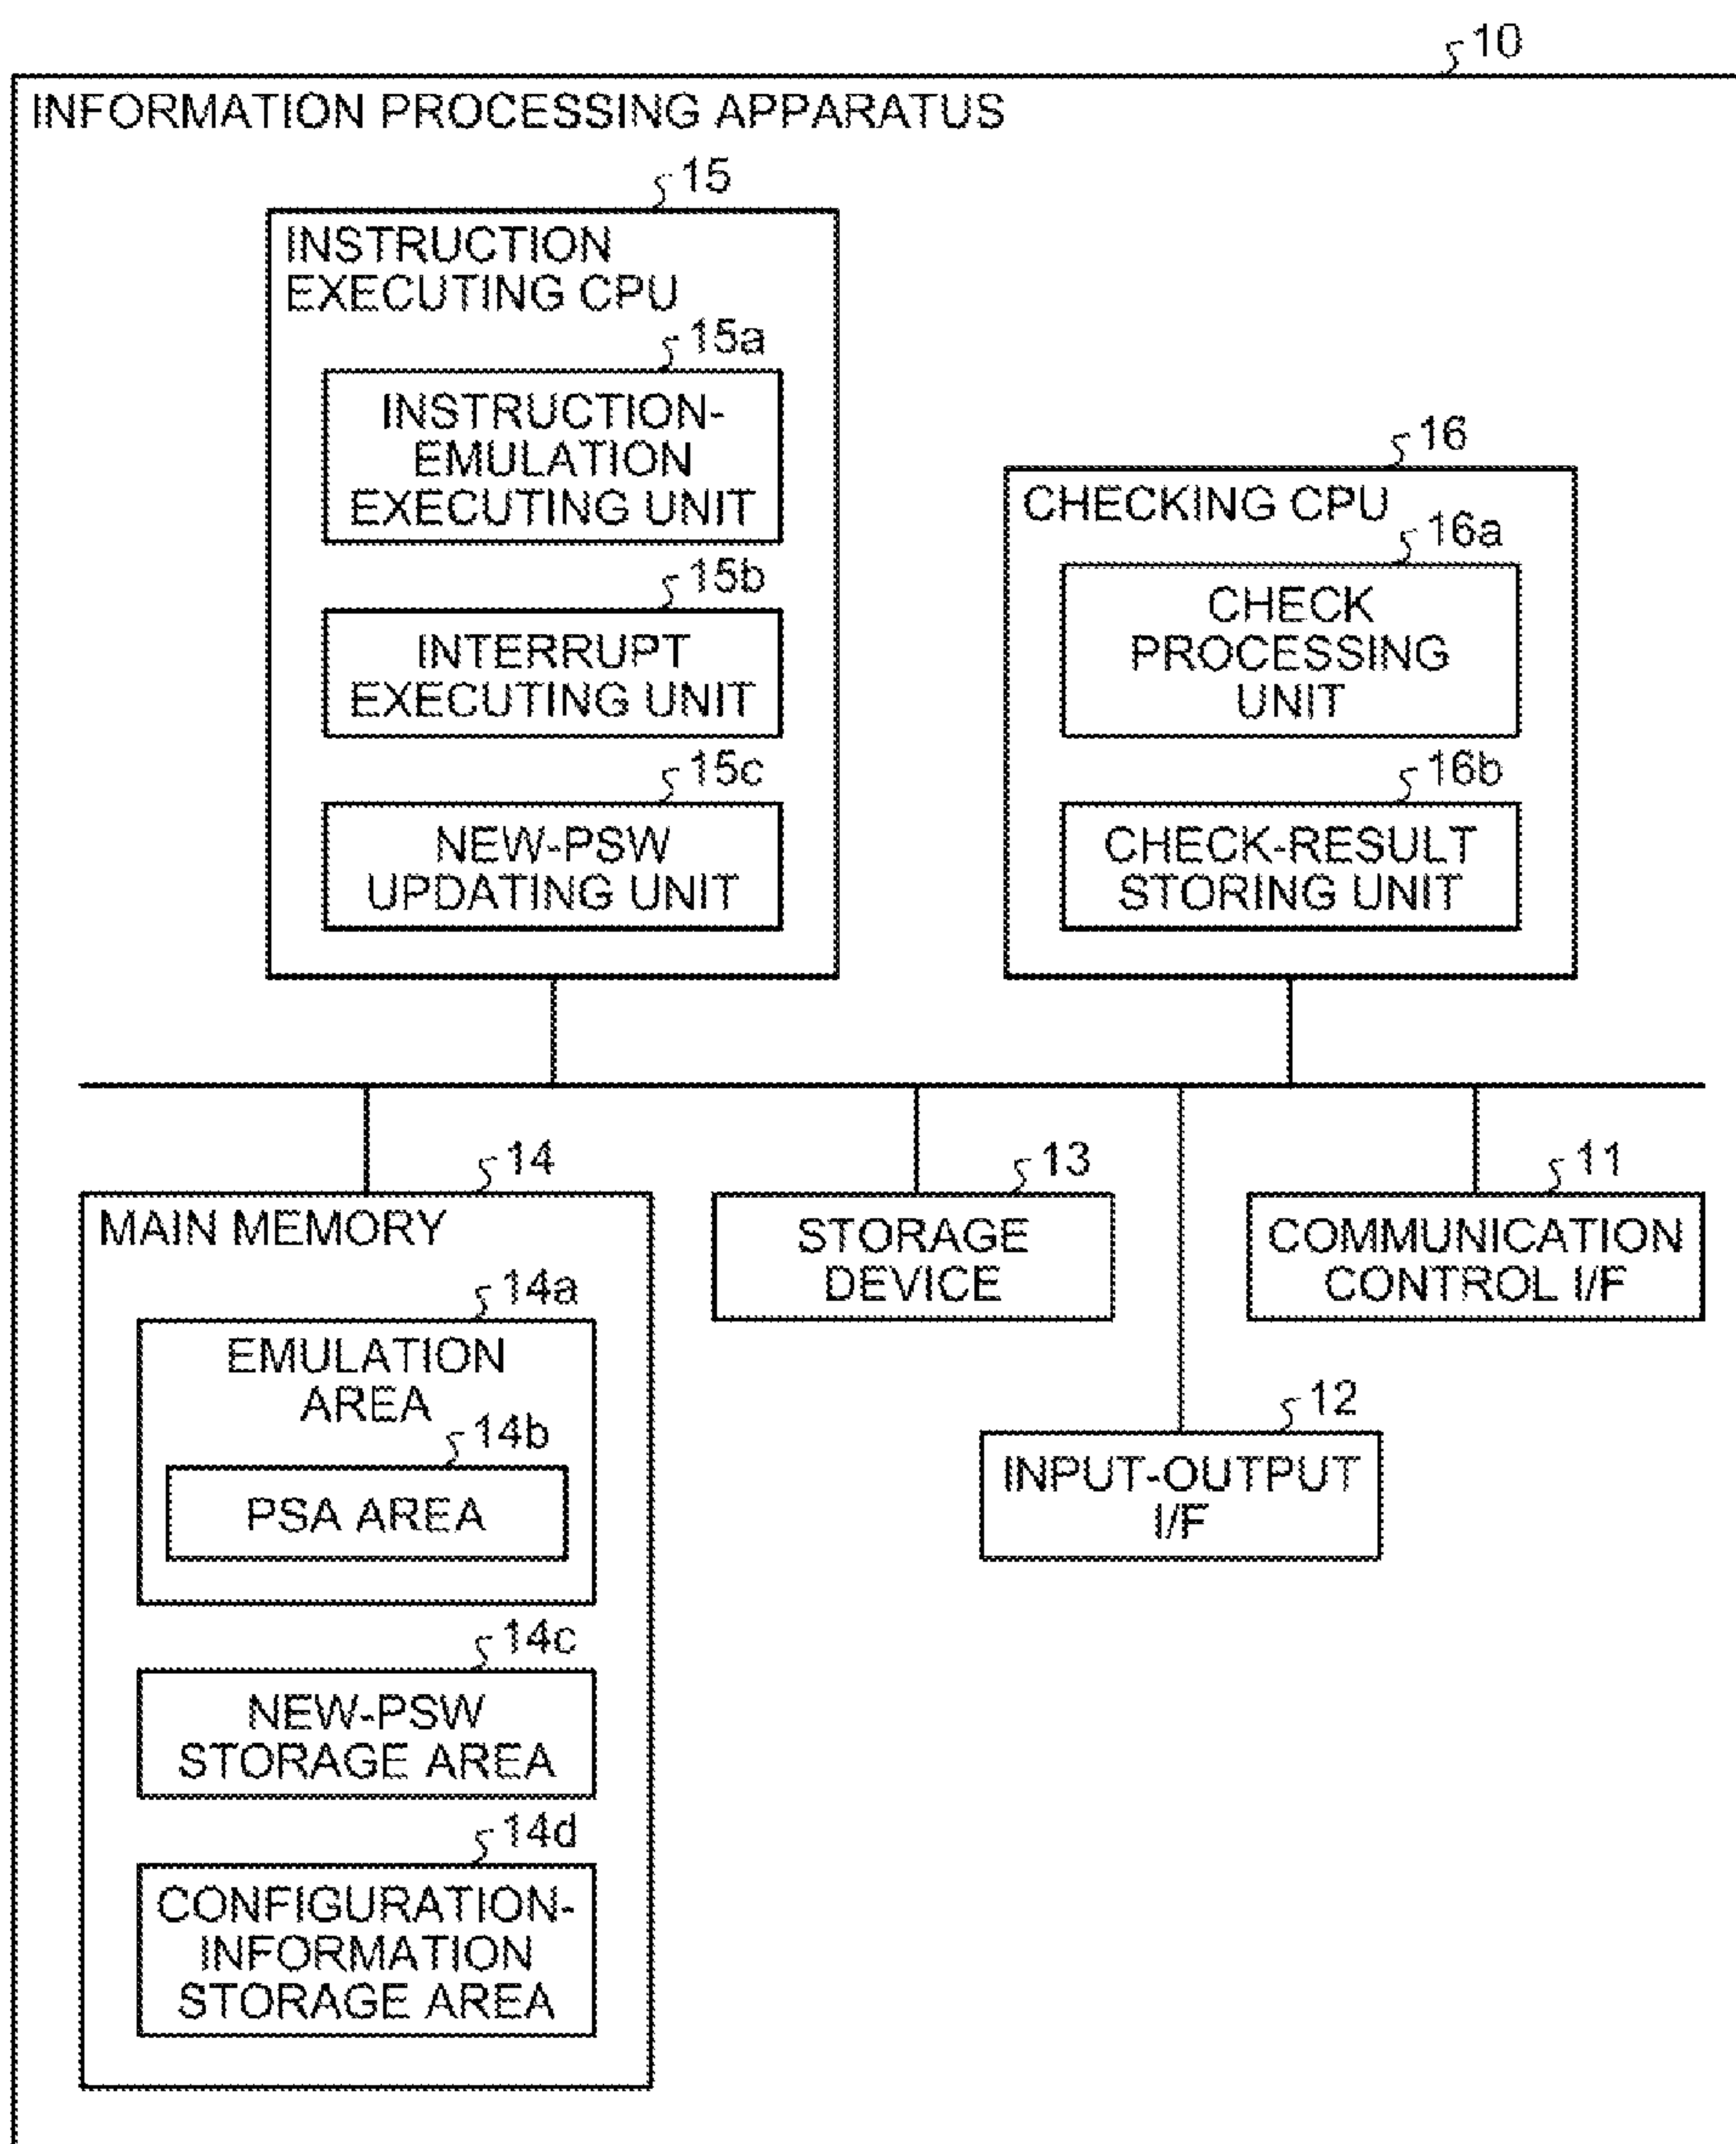 10
INFORMATION PROCESSING APPARATUS
15
INSTRUCTION
EXECUTING CPU
15a
INSTRUCTION-
EMULATION
EXECUTING UNIT
15b
INTERRUPT
EXECUTING UNIT
15c
NEW-PSW
UPDATING UNIT
16
CHECKING CPU
16a
CHECK
PROCESSING
UNIT
16b
CHECK-RESULT
STORING UNIT
14
MAIN MEMORY
14a
EMULATION
AREA
14b
PSA AREA
14c
NEW-PSW
STORAGE AREA
14d
CONFIGURATION-
INFORMATION
STORAGE AREA
13
STORAGE
DEVICE
12
INPUT-OUTPUT
I/F
11
COMMUNICATION
CONTROL I/F